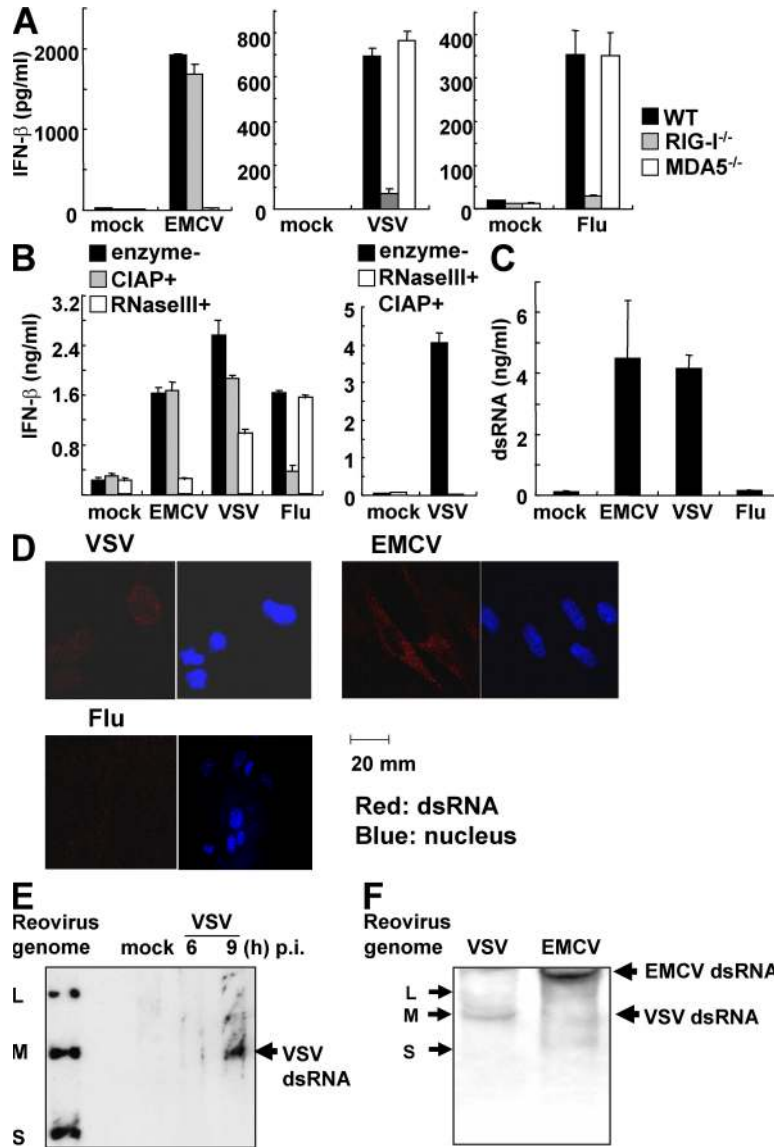 A
IFN-β (pg/ml)
2000
1000
0
mock EMCV
800
600
400
200
0
mock VSV
400
300
200
100
0
mock Flu
WT
RIG-I-/-
MDA5-/-
B
enzyme-
CIAP+
RNaseIII+
IFN-β (ng/ml)
3.2
2.4
1.6
0.8
mock EMCV VSV Flu
enzyme-
RNaseIII+
CIAP+
5
4
3
2
1
0
mock VSV
C
dsRNA (ng/ml)
6
4
2
0
mock EMCV VSV Flu
D
VSV
EMCV
Flu
20 mm
Red: dsRNA
Blue: nucleus
E
Reovirus
genome
mock
VSV
6 9 (h) p.i.
L
M
S
VSV
dsRNA
F
Reovirus
genome
VSV EMCV
L
M
S
EMCV dsRNA
VSV dsRNA